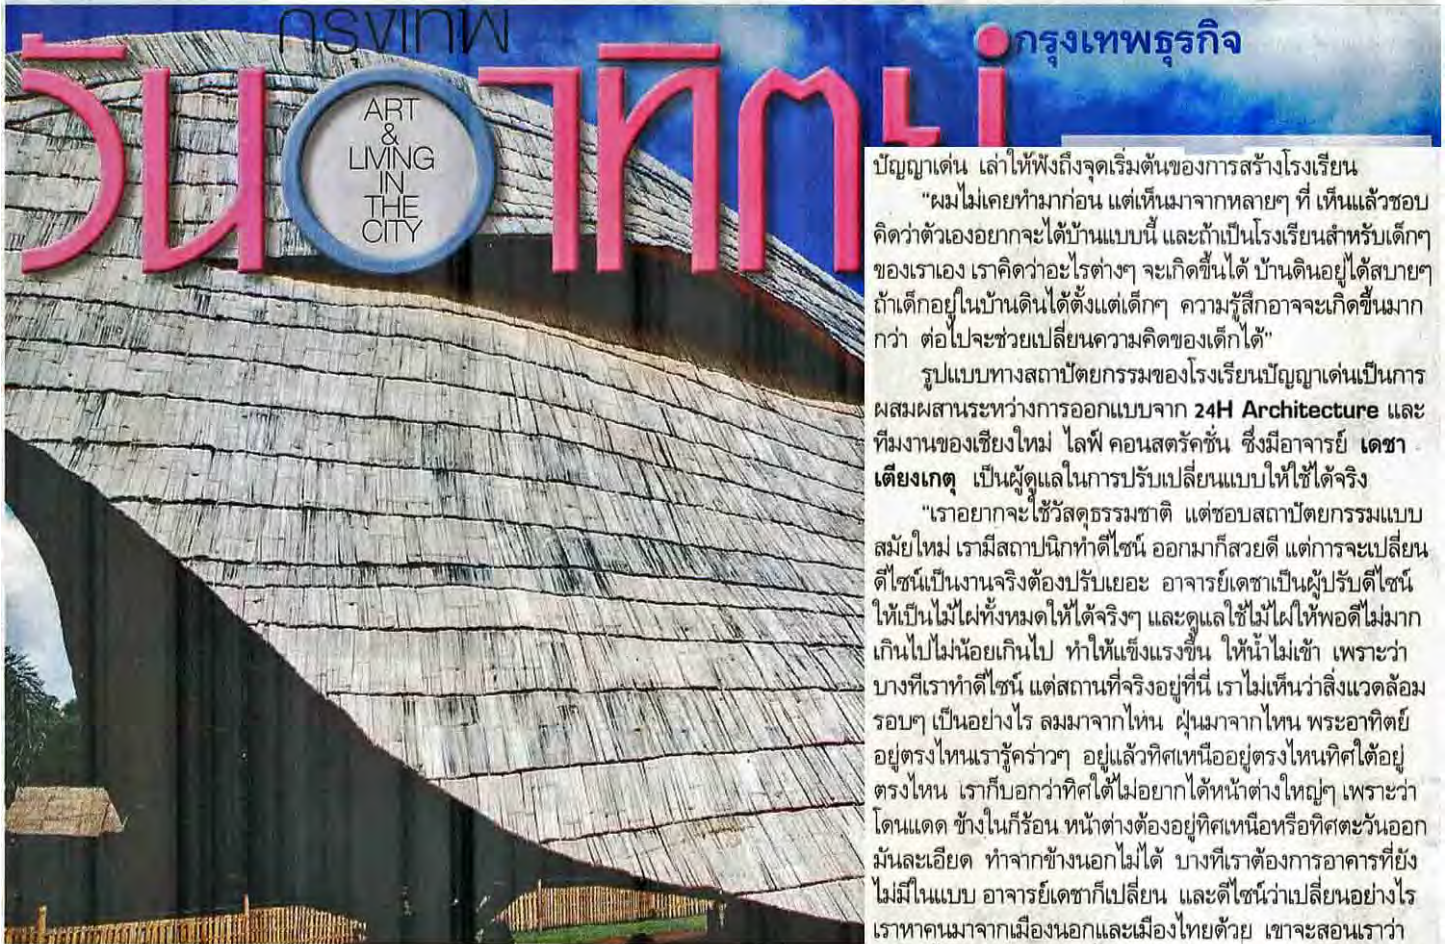 กรุงเทพ
วันอาทิตย์
ART
&
LIVING
IN
THE
CITY
กรุงเทพธุรกิจ
ปัญญาเด่น เล่าให้ฟังถึงจุดเริ่มต้นของการสร้างโรงเรียน
“ผมไม่เคยทำมาก่อน แต่เห็นมาจากหลายๆ ที่ เห็นแล้วชอบ
คิดว่าตัวเองอยากจะได้บ้านแบบนี้ และถ้าเป็นโรงเรียนสำหรับเด็กๆ
ของเราเอง เราคิดว่าอะไรต่างๆ จะเกิดขึ้นได้ บ้านดินอยู่ได้สบายๆ
ถ้าเด็กอยู่ในบ้านดินได้ตั้งแต่เด็กๆ ความรู้สึกอาจจะเกิดขึ้นมาก
กว่า ต่อไปจะช่วยเปลี่ยนความคิดของเด็กได้”
รูปแบบทางสถาปัตยกรรมของโรงเรียนปัญญาเด่นเป็นการ
ผสมผสานระหว่างการออกแบบจาก 24H Architecture และ
ทีมงานของเชียงใหม่ ไลฟ์ คอนสตรัคชั่น ซึ่งมีอาจารย์ เดชา
เตียงเกตุ เป็นผู้ดูแลในการปรับเปลี่ยนแบบให้ใช้ได้จริง
“เราอยากจะใช้วัสดุธรรมชาติ แต่ชอบสถาปัตยกรรมแบบ
สมัยใหม่ เรามีสถาปนิกทำดีไซน์ ออกมาก็สวยดี แต่การจะเปลี่ยน
ดีไซน์เป็นงานจริงต้องปรับเยอะ อาจารย์เดชาเป็นผู้ปรับดีไซน์
ให้เป็นไม้ไผ่ทั้งหมดให้ได้จริงๆ และดูแลใช้ไม้ไผ่ให้พอดีไม่มาก
เกินไปไม่น้อยเกินไป ทำให้แข็งแรงขึ้น ให้น้ำไม่เข้า เพราะว่า
บางทีเราทำดีไซน์ แต่สถานที่จริงอยู่ที่นี่ เราไม่เห็นว่าสิ่งแวดล้อม
รอบๆ เป็นอย่างไร ลมมาจากไหน ฝุ่นมาจากไหน พระอาทิตย์
อยู่ตรงไหนเรารู้คร่าวๆ อยู่แล้วทิศเหนืออยู่ตรงไหนทิศใต้อยู่
ตรงไหน เราก็บอกว่าทิศใต้ไม่อยากได้หน้าต่างใหญ่ๆ เพราะว่า
โดนแดด ข้างในก็ร้อน หน้าต่างต้องอยู่ทิศเหนือหรือทิศตะวันออก
มันละเอียด ทำจากข้างนอกไม่ได้ บางทีเราต้องการอาคารที่ยัง
ไม่มีในแบบ อาจารย์เดชาก็เปลี่ยน และดีไซน์ว่าเปลี่ยนอย่างไร
เราหาคนมาจากเมืองนอกและเมืองไทยด้วย เขาจะสอนเราว่า